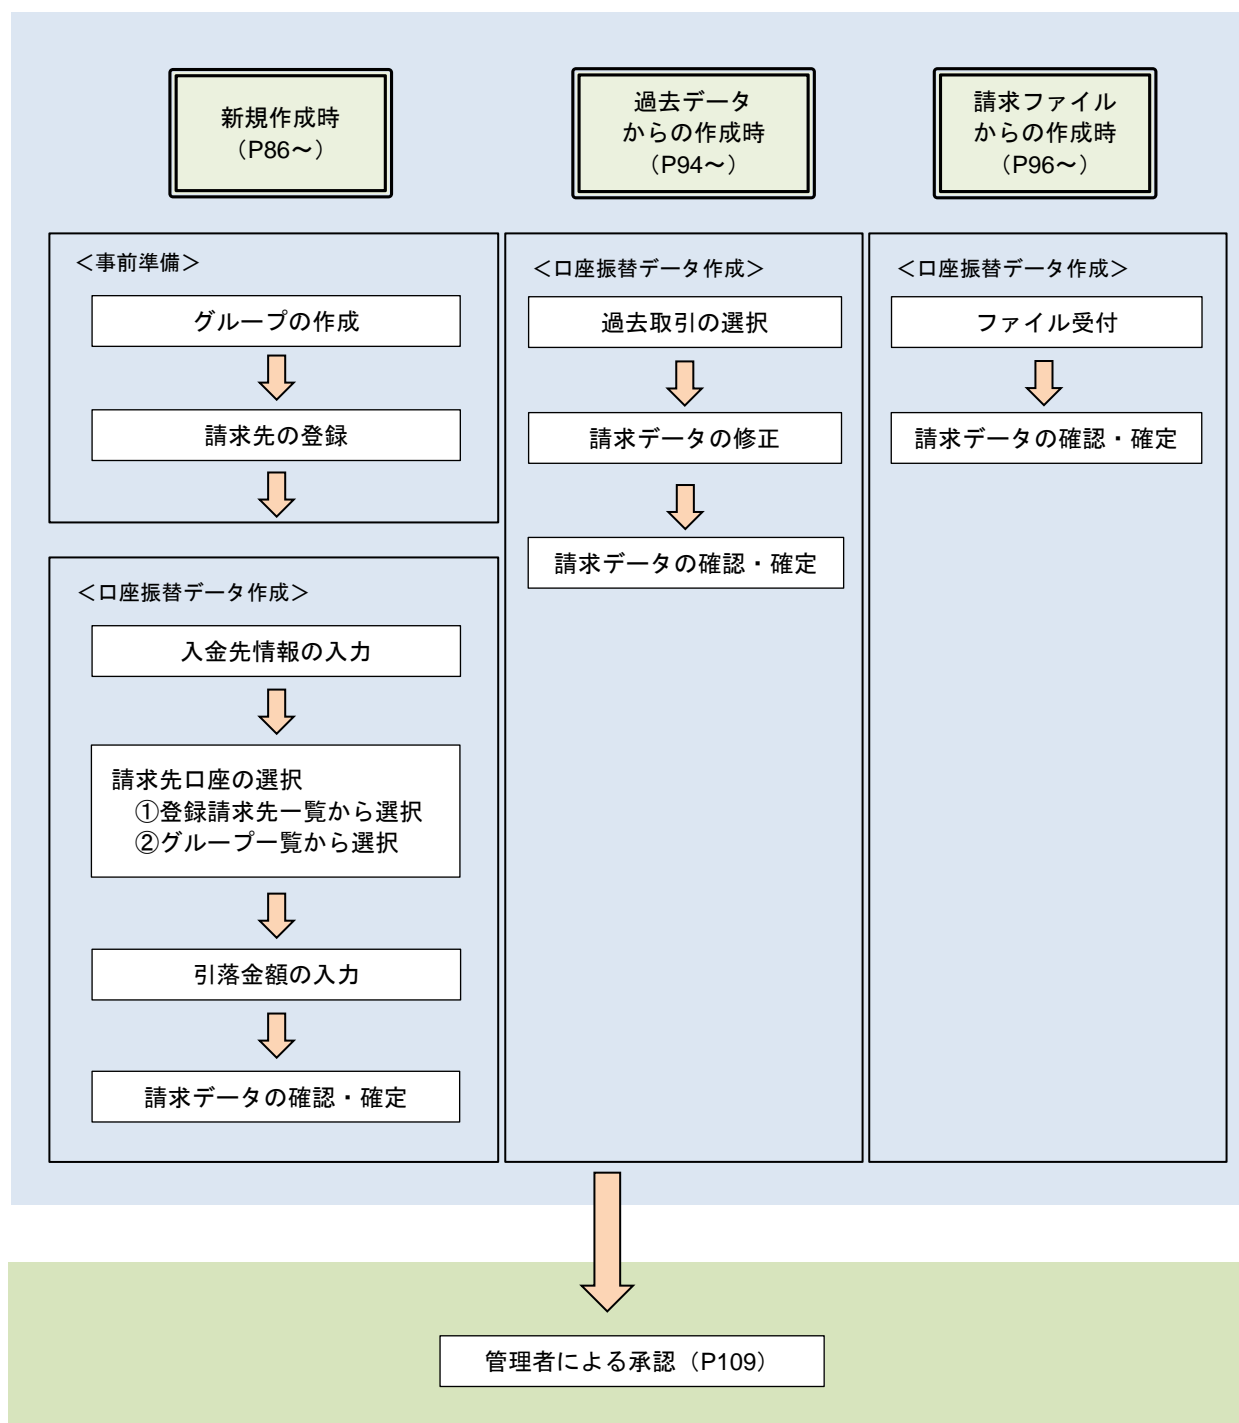 新規作成時
（P86～）
過去データ
からの作成時
（P94～）
請求ファイル
からの作成時
（P96～）
＜事前準備＞
グループの作成
請求先の登録
＜口座振替データ作成＞
入金先情報の入力
請求先口座の選択
①登録請求先一覧から選択
②グループ一覧から選択
引落金額の入力
請求データの確認・確定
＜口座振替データ作成＞
過去取引の選択
請求データの修正
請求データの確認・確定
＜口座振替データ作成＞
ファイル受付
請求データの確認・確定
管理者による承認（P109）